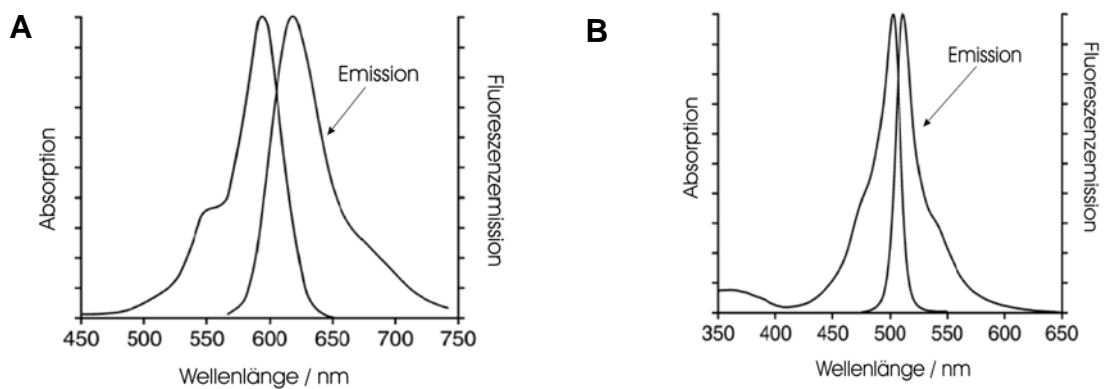 A
Absorption
Emission
Fluoreszenzemission
450 500 550 600 650 700 750
Wellenlänge / nm
B
Absorption
Emission
Fluoreszenzemission
350 400 450 500 550 600 650
Wellenlänge / nm